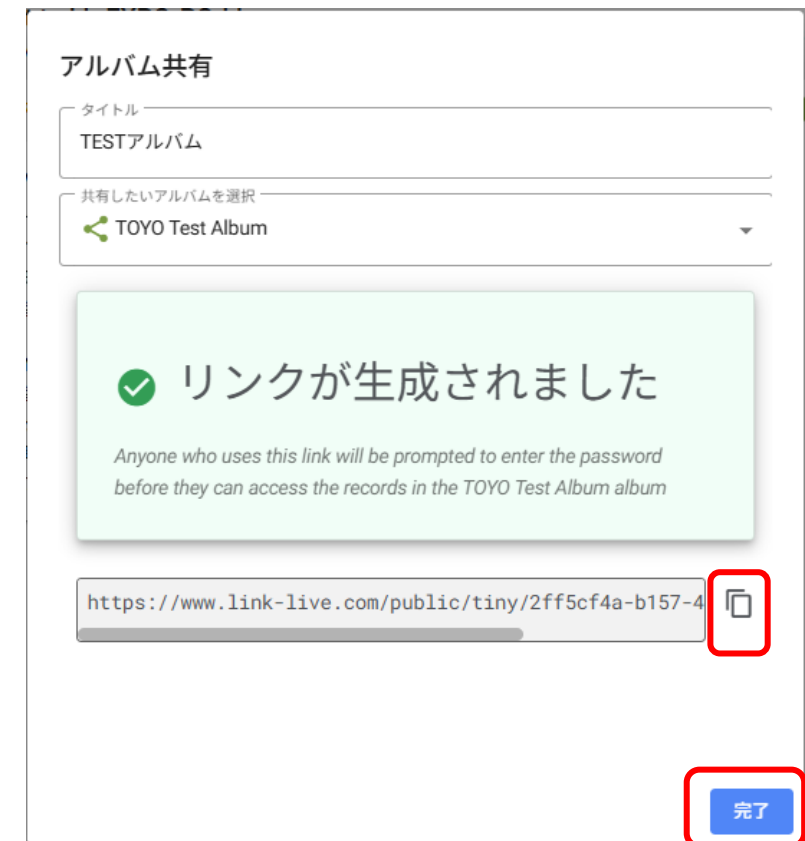 アルバム共有
タイトル
TESTアルバム
共有したいアルバムを選択
TOYO Test Album
リンクが生成されました
Anyone who uses this link will be prompted to enter the password
before they can access the records in the TOYO Test Album album
https://www.link-live.com/public/tiny/2ff5cf4a-b157-4
完了